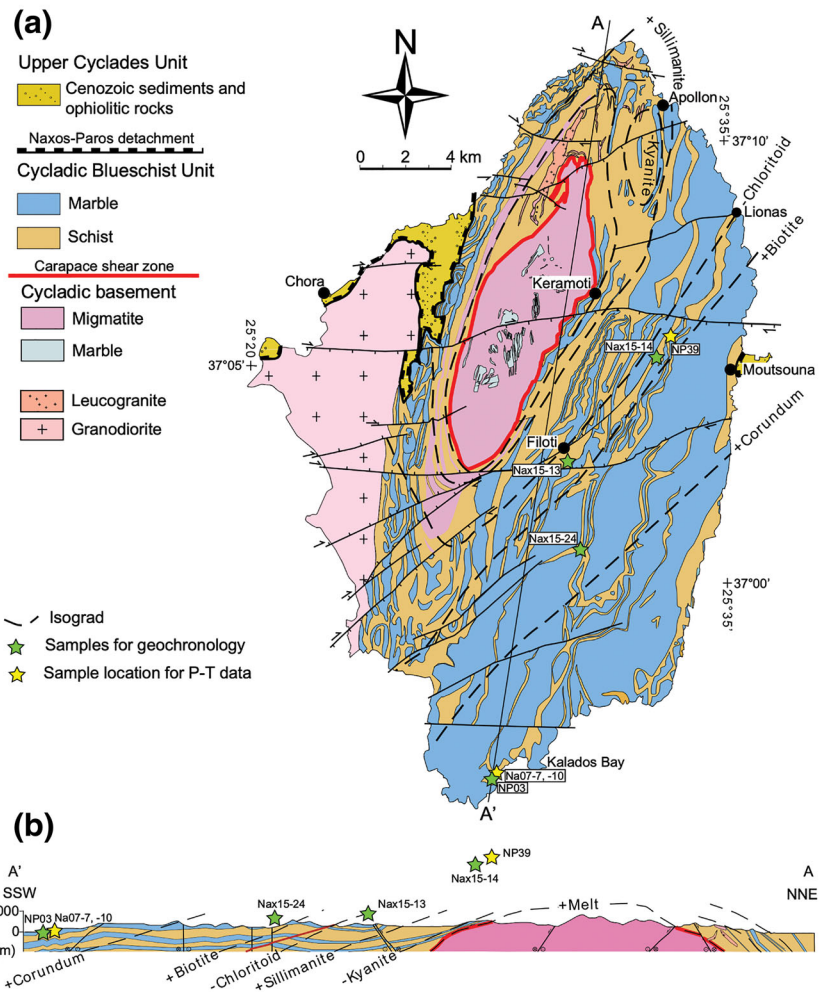 (a)
Upper Cyclades Unit
Cenozoic sediments and
ophiolitic rocks
Naxos-Paros detachment
Cycladic Blueschist Unit
Marble
Schist
Carapace shear zone
Cycladic basement
Migmatite
Marble
Leucogranite
Granodiorite
Isograd
Samples for geochronology
Sample location for P-T data
N
0 2 4 km
A
+ Sillimanite
Apollon
25°35'
37°10'
-Kyanite
-Chloritoid
Lionas
+Biotite
Chora
Keramoti
25°20'
37°05'
Nax15-14
NP39
Moutsouna
+Corundum
Filoti
Nax15-13
Nax15-24
37°00'
25°35'
Kalados Bay
Na07-7, -10
NP03
A'
(b)
A'
SSW
A
NNE
NP39
Nax15-14
NP03 Na07-7, -10
Nax15-24
Nax15-13
+Melt
000
0
m)
+Corundum
+Biotite
-Chloritoid
+Sillimanite
-Kyanite